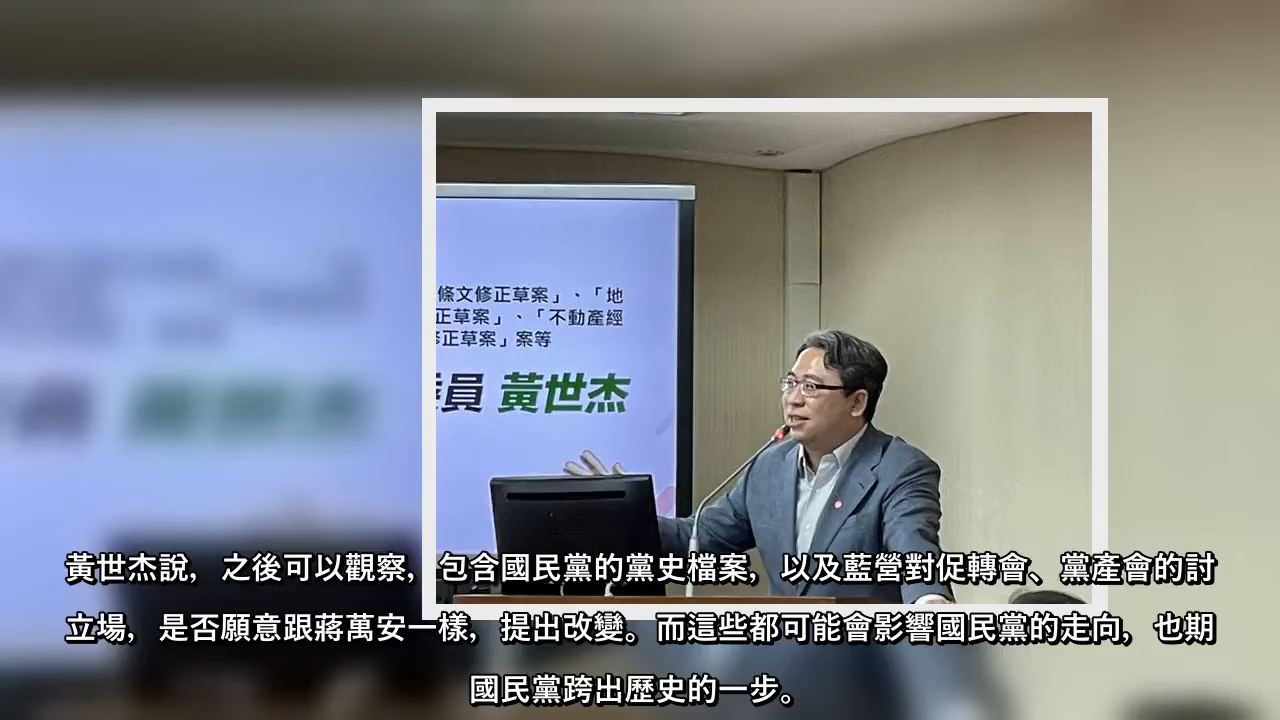 條文修正草案」、「地
正草案」、「不動產經
修正草案」案等
委員 黃世杰
黃世杰說，之後可以觀察，包含國民黨的黨史檔案，以及藍營對促轉會、黨產會的討
立場，是否願意跟蔣萬安一樣，提出改變。而這些都可能會影響國民黨的走向，也期
國民黨跨出歷史的一步。